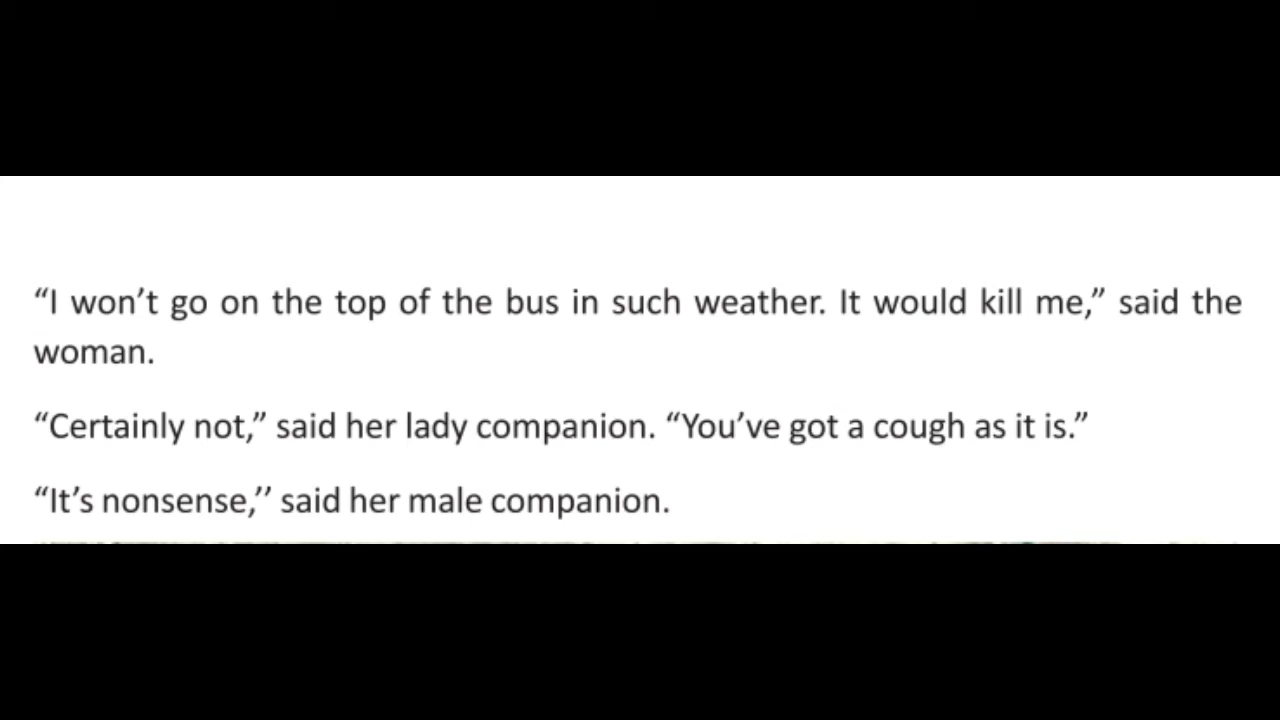 “I won’t go on the top of the bus in such weather. It would kill me,” said the
woman.
“Certainly not,” said her lady companion. “You’ve got a cough as it is.”
“It’s nonsense,’’ said her male companion.